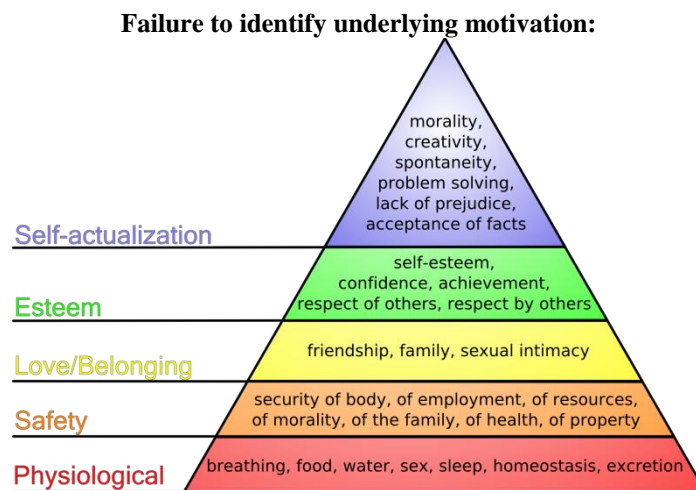 Failure to identify underlying motivation:
morality,
creativity,
spontaneity,
problem solving,
lack of prejudice,
acceptance of facts
Self-actualization
self-esteem,
confidence, achievement,
respect of others, respect by others
Esteem
friendship, family, sexual intimacy
Love/Belonging
security of body, of employment, of resources,
of morality, of the family, of health, of property
Safety
breathing, food, water, sex, sleep, homeostasis, excretion
Physiological